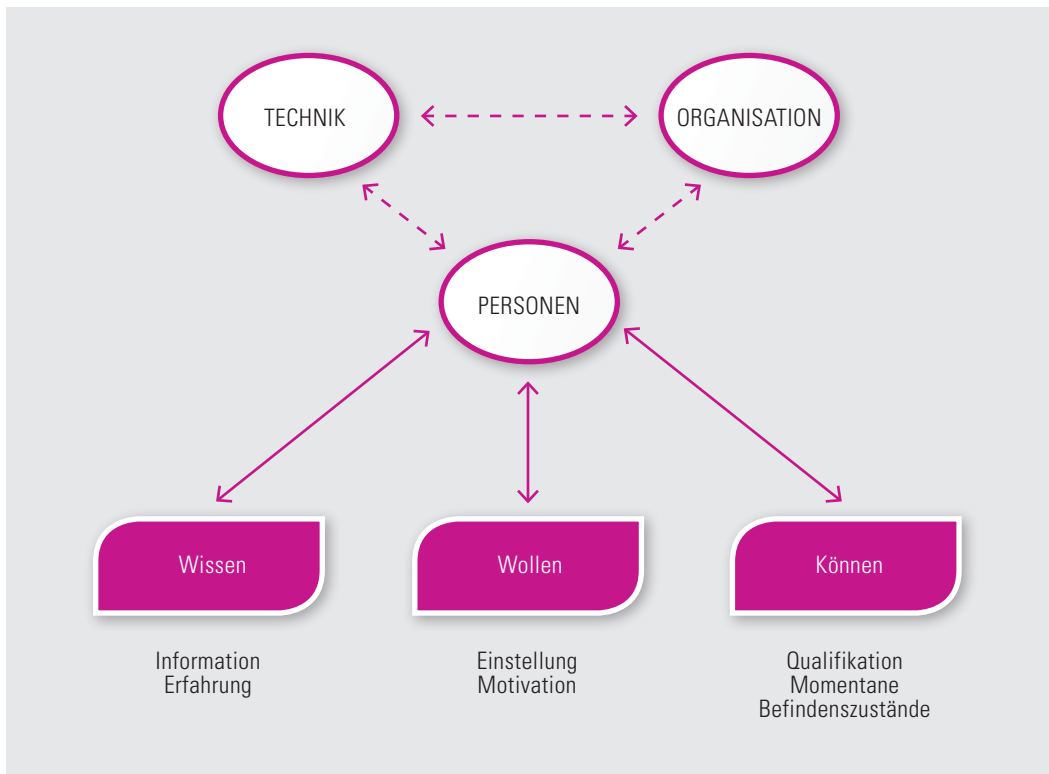 TECHNIK
ORGANISATION
PERSONEN
Wissen
Wollen
Können
Information
Erfahrung
Einstellung
Motivation
Qualifikation
Momentane
Befindenszustände